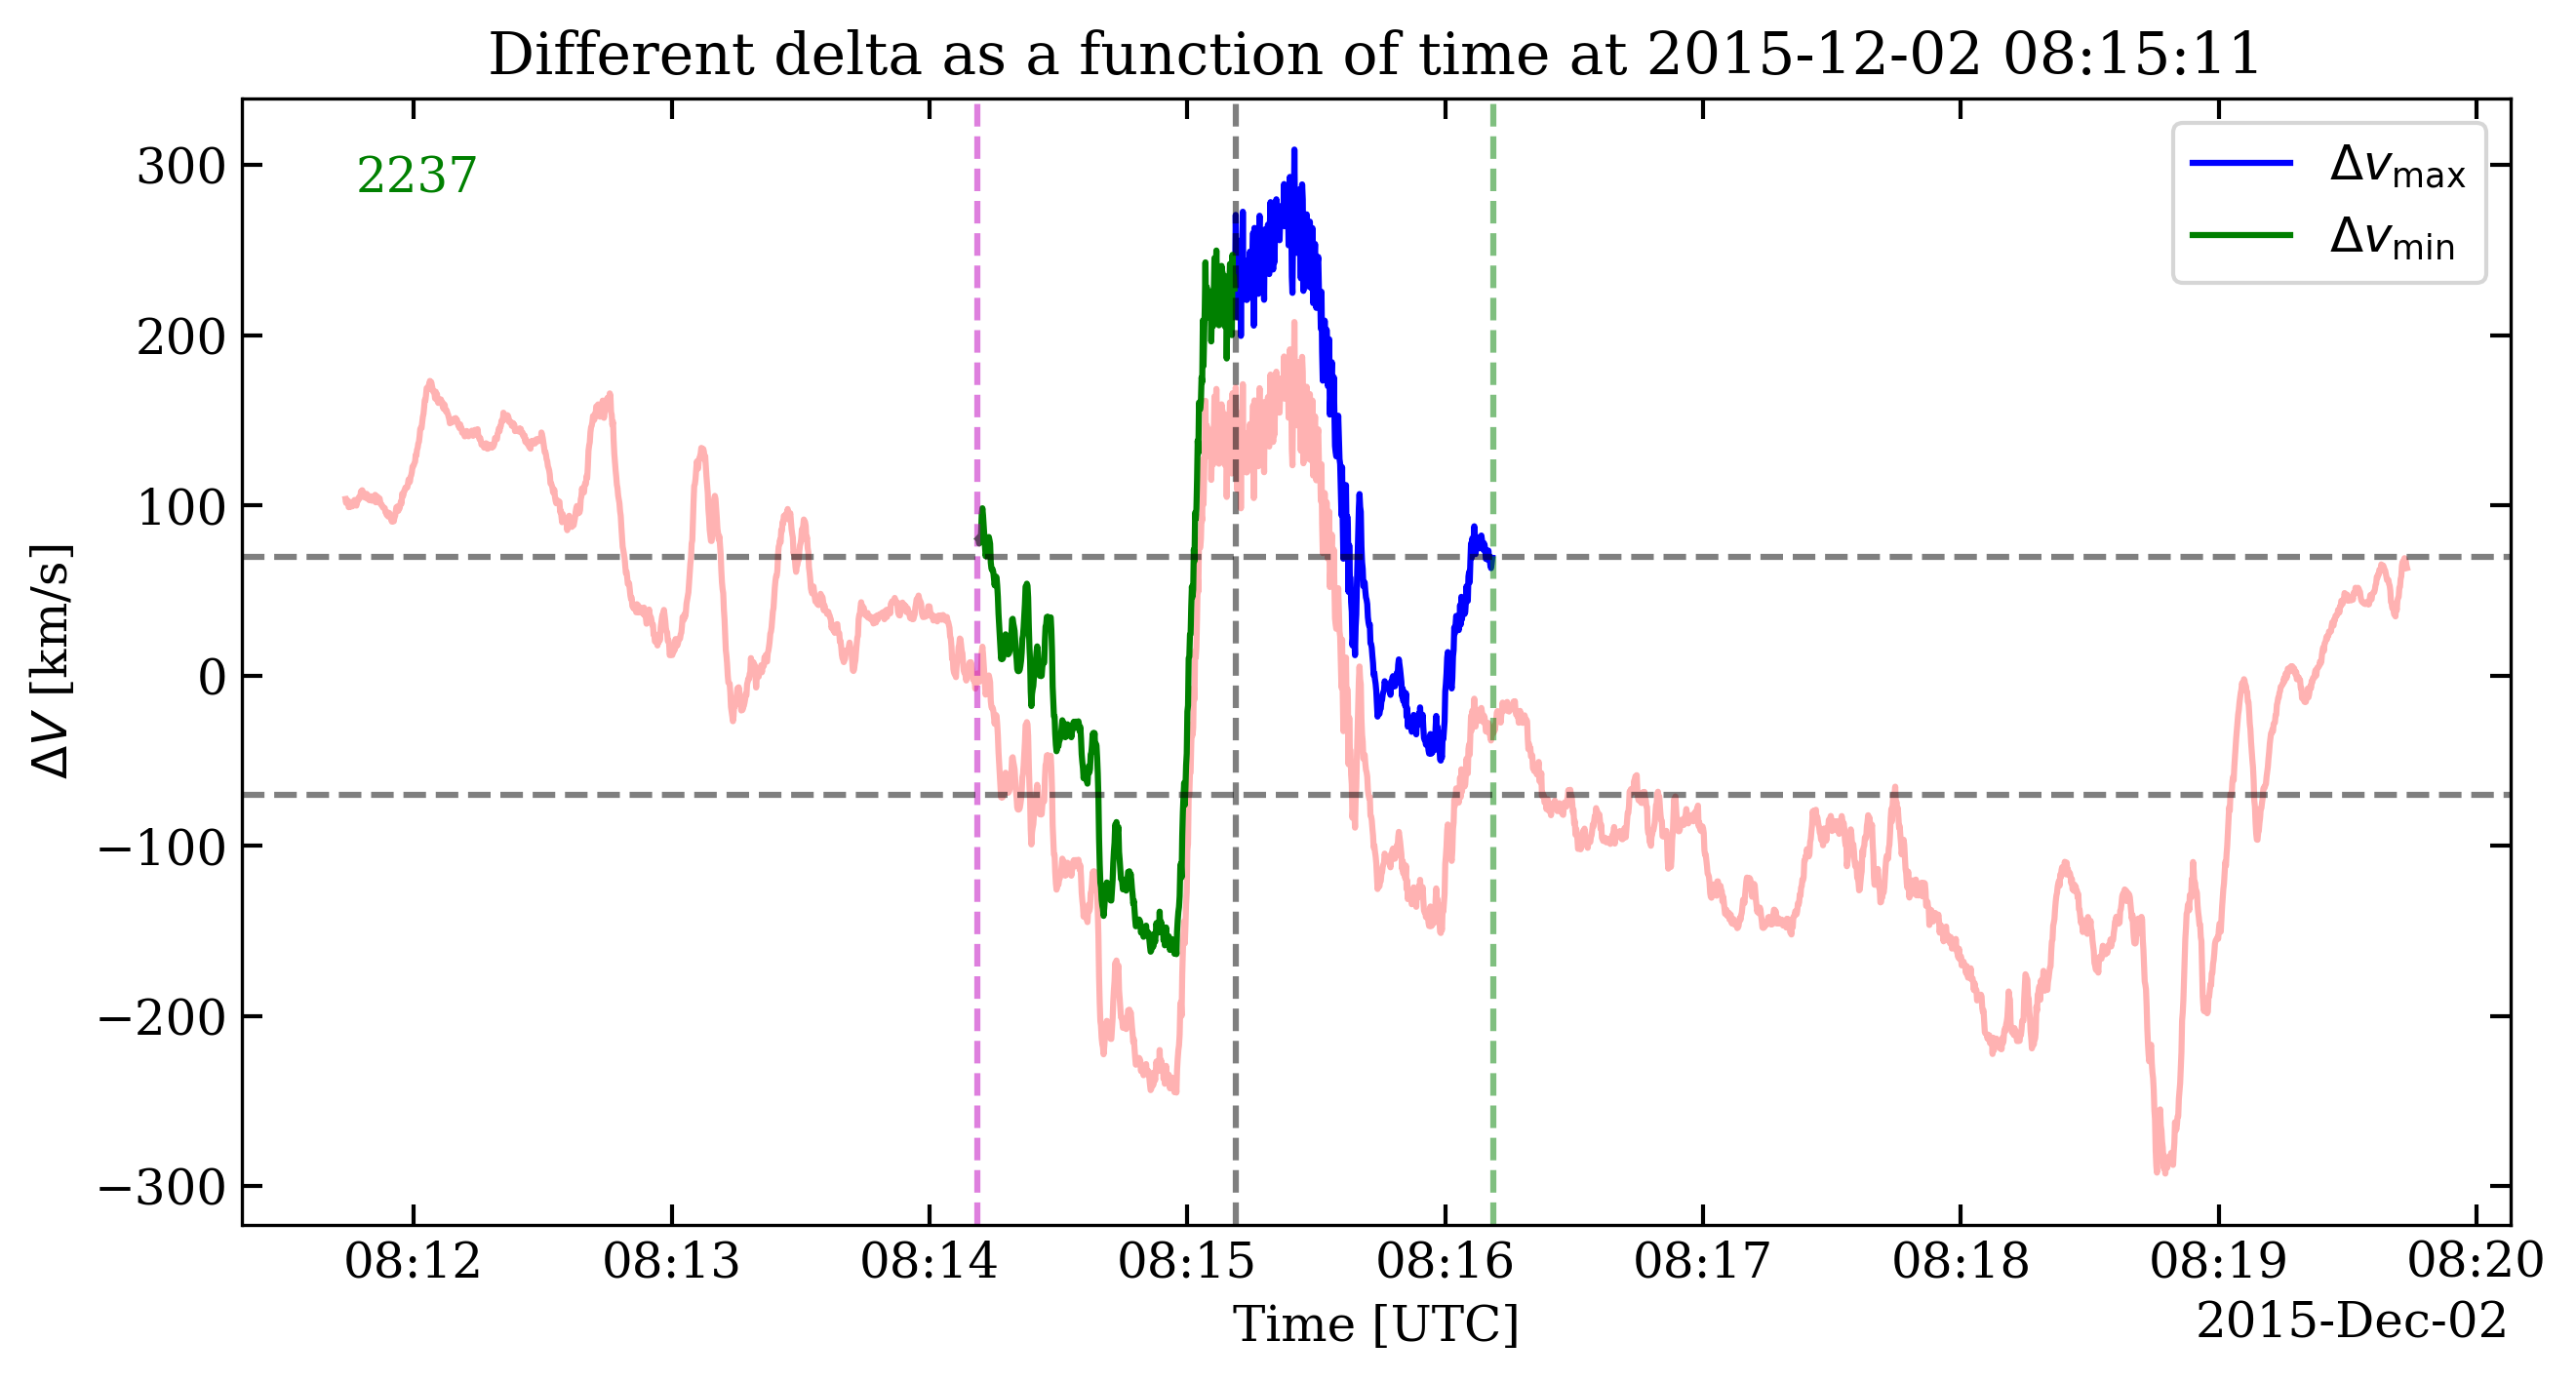 Different delta as a function of time at 2015-12-02 08:15:11
2237
Δv_max
Δv_min
ΔV [km/s]
300
200
100
0
−100
−200
−300
08:12 08:13 08:14 08:15 08:16 08:17 08:18 08:19 08:20
Time [UTC]
2015-Dec-02